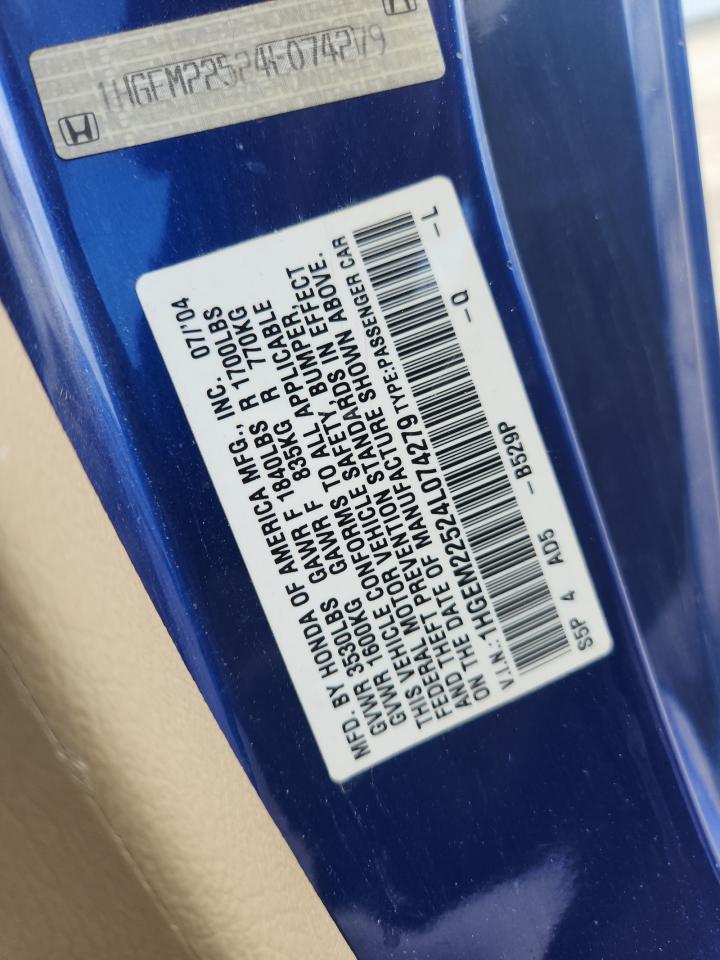 1HGEM22524L074279
MFD. BY HONDA OF AMERICA MFG., INC. 07/'04
GVWR 3530LBS GAWR F 1840LBS R 1700LBS
GVWR 1600KG GAWR F 835KG R 770KG
THIS VEHICLE CONFORMS TO ALL APPLICABLE
FEDERAL MOTOR VEHICLE SAFETY, BUMPER,
AND THEFT PREVENTION STANDARDS IN EFFECT
ON THE DATE OF MANUFACTURE SHOWN ABOVE.
V.I.N.:1HGEM22524L074279 TYPE:PASSENGER CAR
S5P 4 AD5 -B529P -Q -L